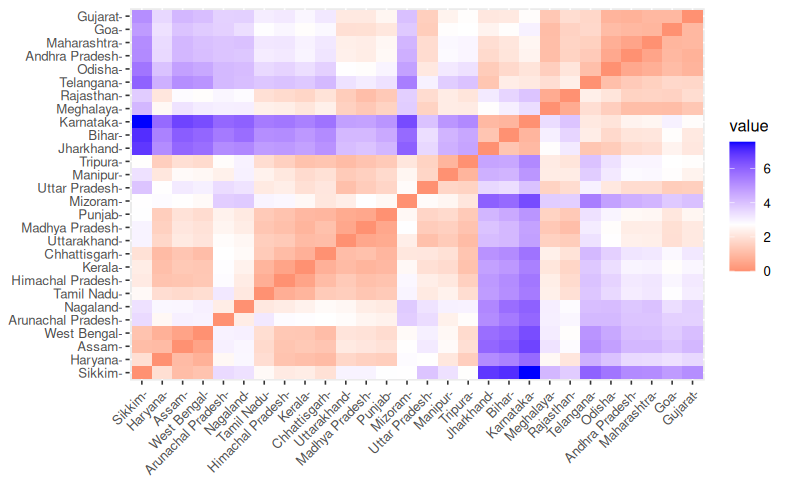 Gujarat-
Goa-
Maharashtra-
Andhra Pradesh-
Odisha-
Telangana-
Rajasthan-
Meghalaya-
Karnataka-
Bihar-
Jharkhand-
Tripura-
Manipur-
Uttar Pradesh-
Mizoram-
Punjab-
Madhya Pradesh-
Uttarakhand-
Chhattisgarh-
Kerala-
Himachal Pradesh-
Tamil Nadu-
Nagaland-
Arunachal Pradesh-
West Bengal-
Assam-
Haryana-
Sikkim-
value
6
4
2
0
Sikkim-
Haryana-
Assam-
West Bengal-
Arunachal Pradesh-
Nagaland-
Tamil Nadu-
Himachal Pradesh-
Kerala-
Chhattisgarh-
Uttarakhand-
Madhya Pradesh-
Punjab-
Mizoram-
Uttar Pradesh-
Manipur-
Tripura-
Jharkhand-
Bihar-
Karnataka-
Meghalaya-
Rajasthan-
Telangana-
Odisha-
Andhra Pradesh-
Maharashtra-
Goa-
Gujarat-